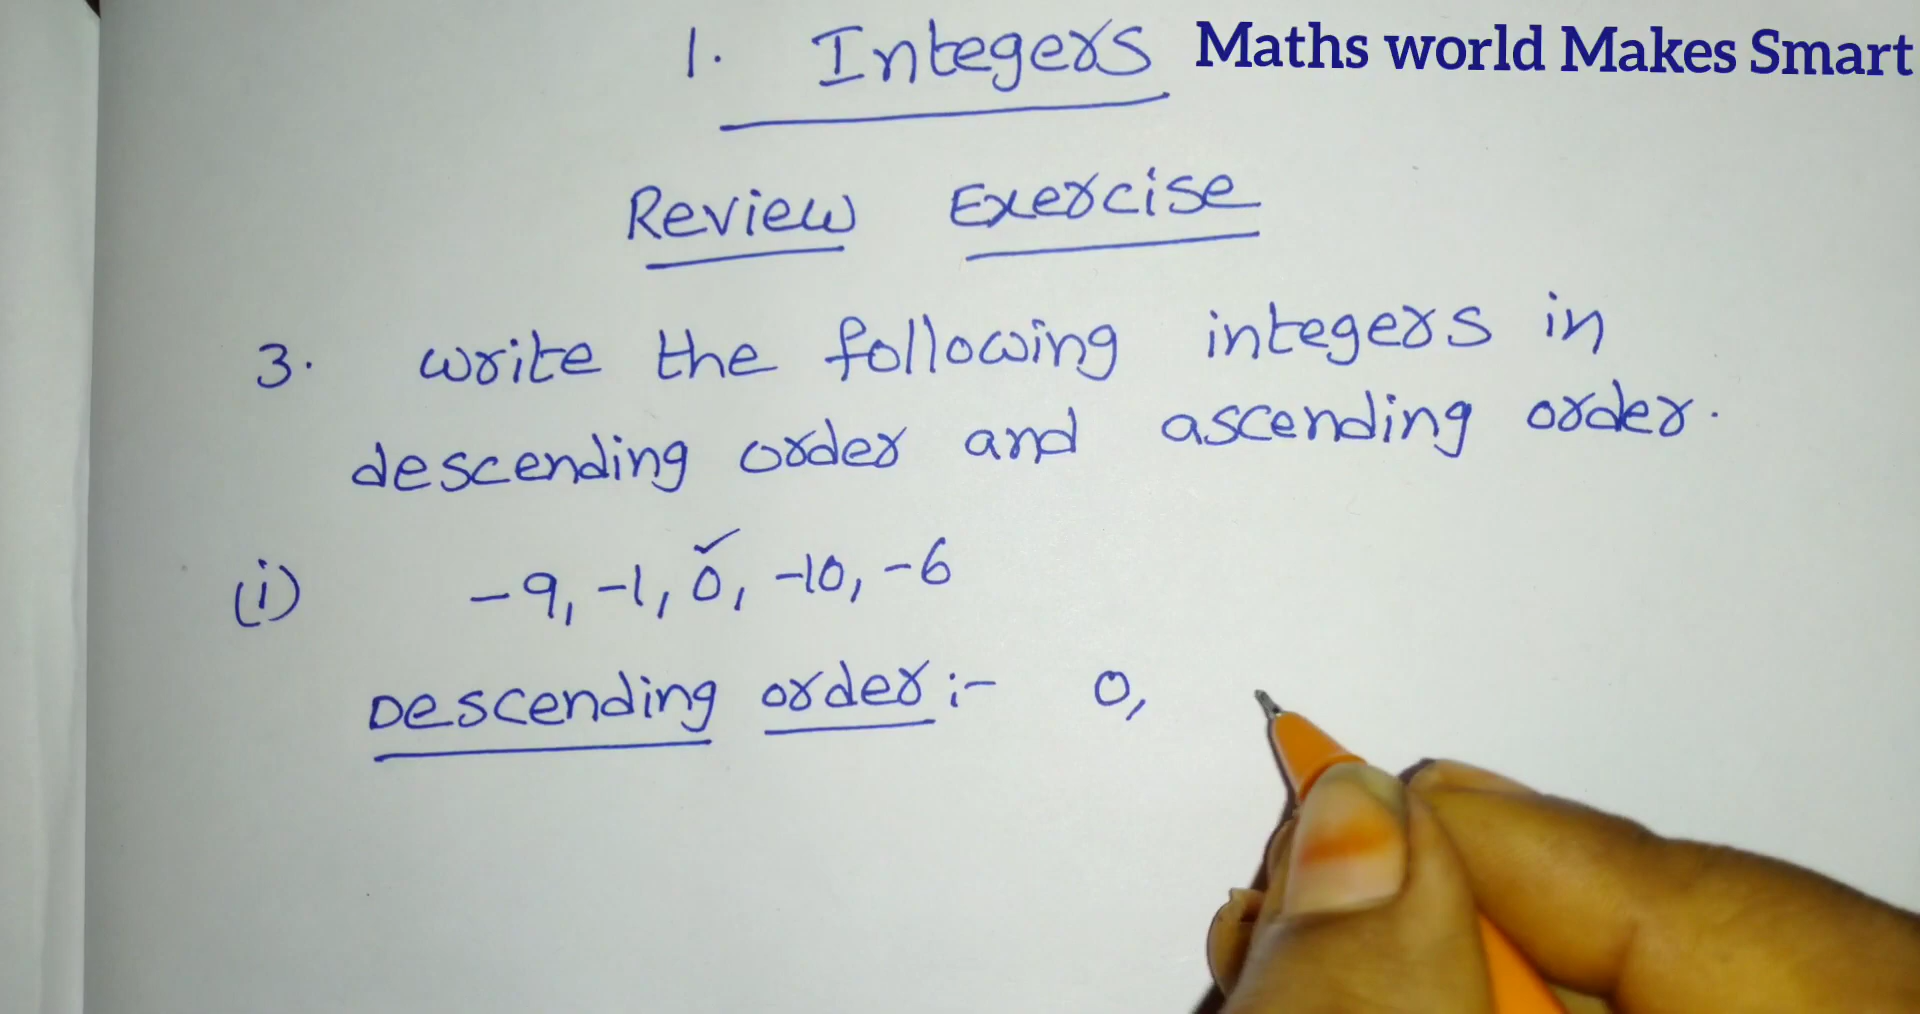 1. Integers Maths world Makes Smart
Review Exercise
3. write the following integers in
descending order and ascending order.
(i) -9, -1, 0, -10, -6
Descending order :- 0,